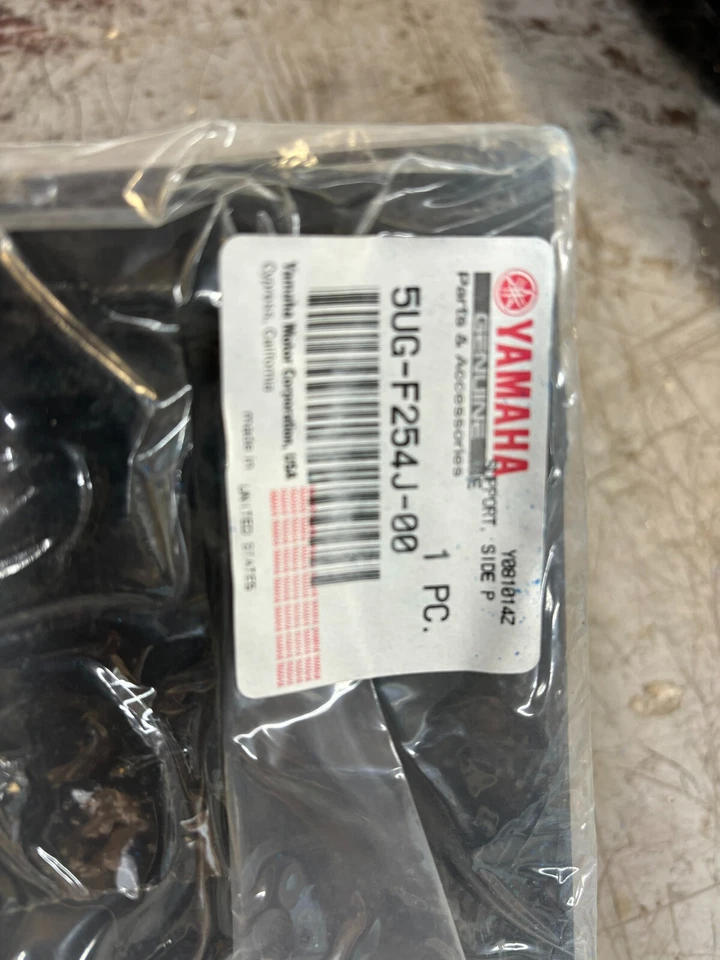 YAMAHA
GENUINE
Parts & Accessories
Y081014Z
SUPPORT, SIDE P
E
1 PC.
5UG-F254J-00
Yamaha Motor Corporation, USA
Cypress, California
made in UNITED STATES